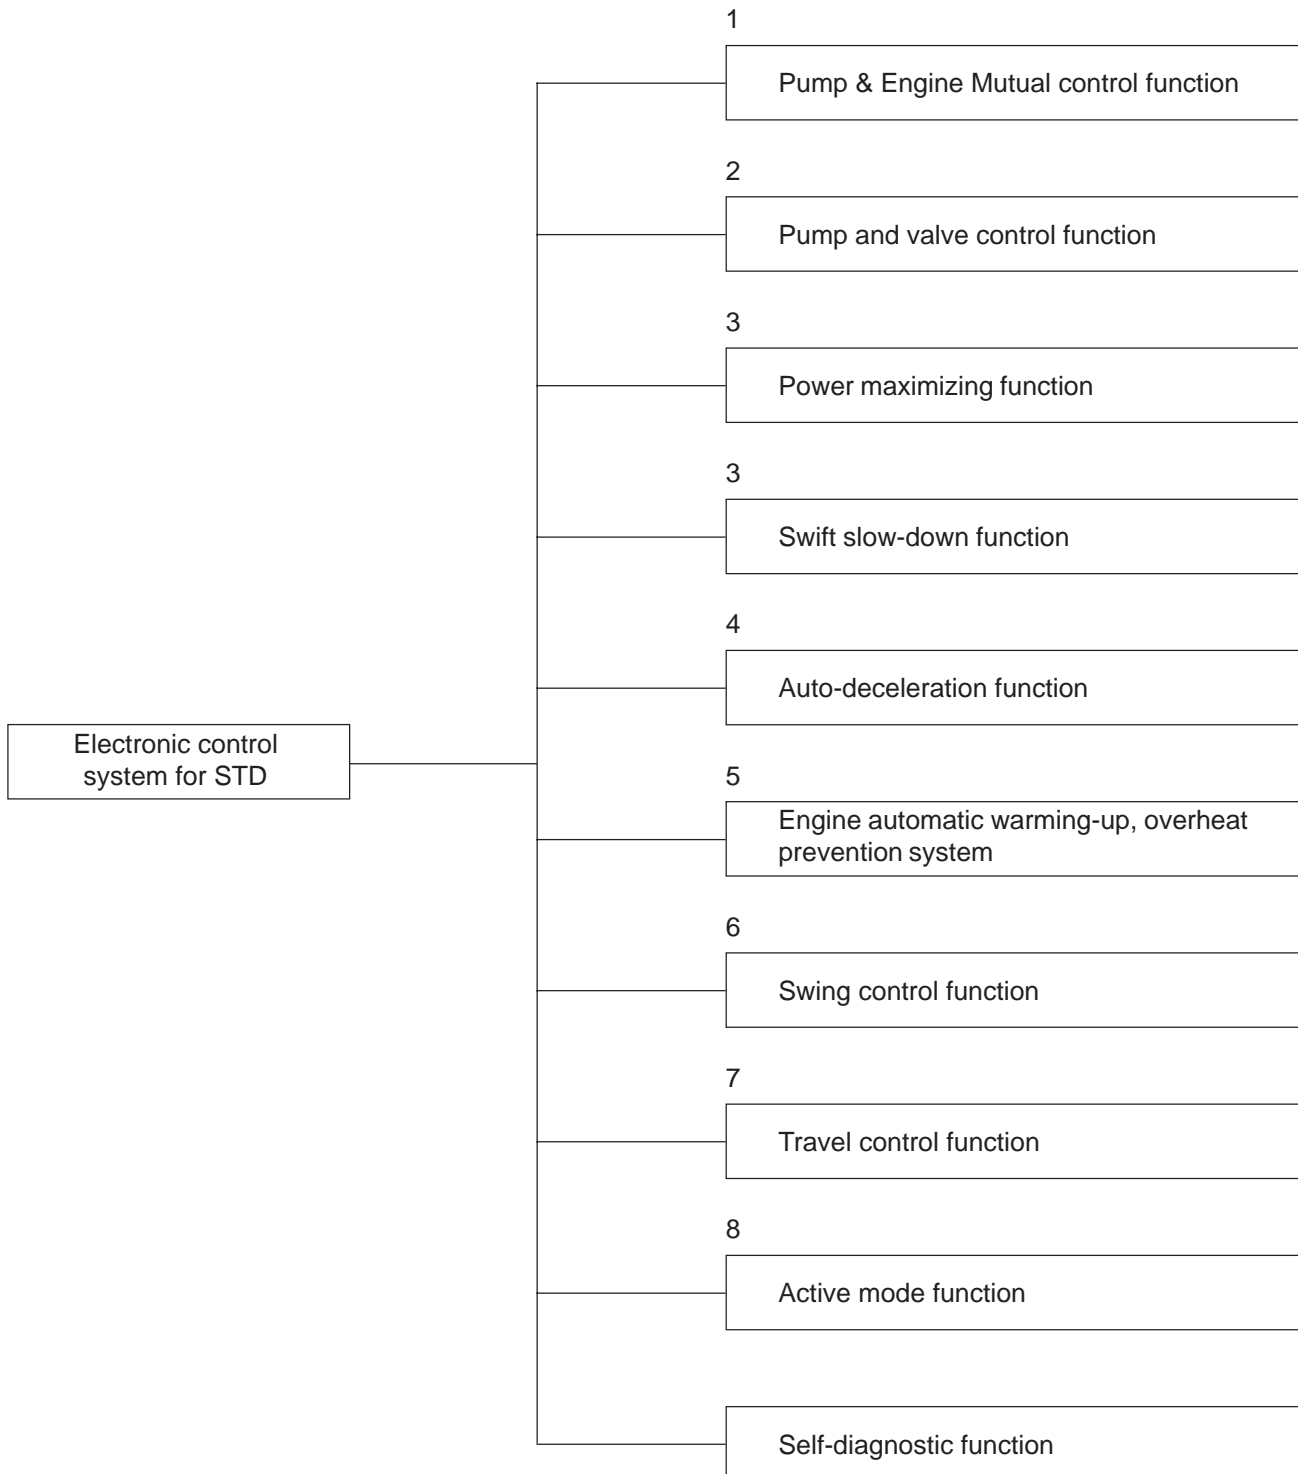 1
Pump & Engine Mutual control function
2
Pump and valve control function
3
Power maximizing function
3
Swift slow-down function
4
Auto-deceleration function
Electronic control
system for STD
5
Engine automatic warming-up, overheat
prevention system
6
Swing control function
7
Travel control function
8
Active mode function
Self-diagnostic function